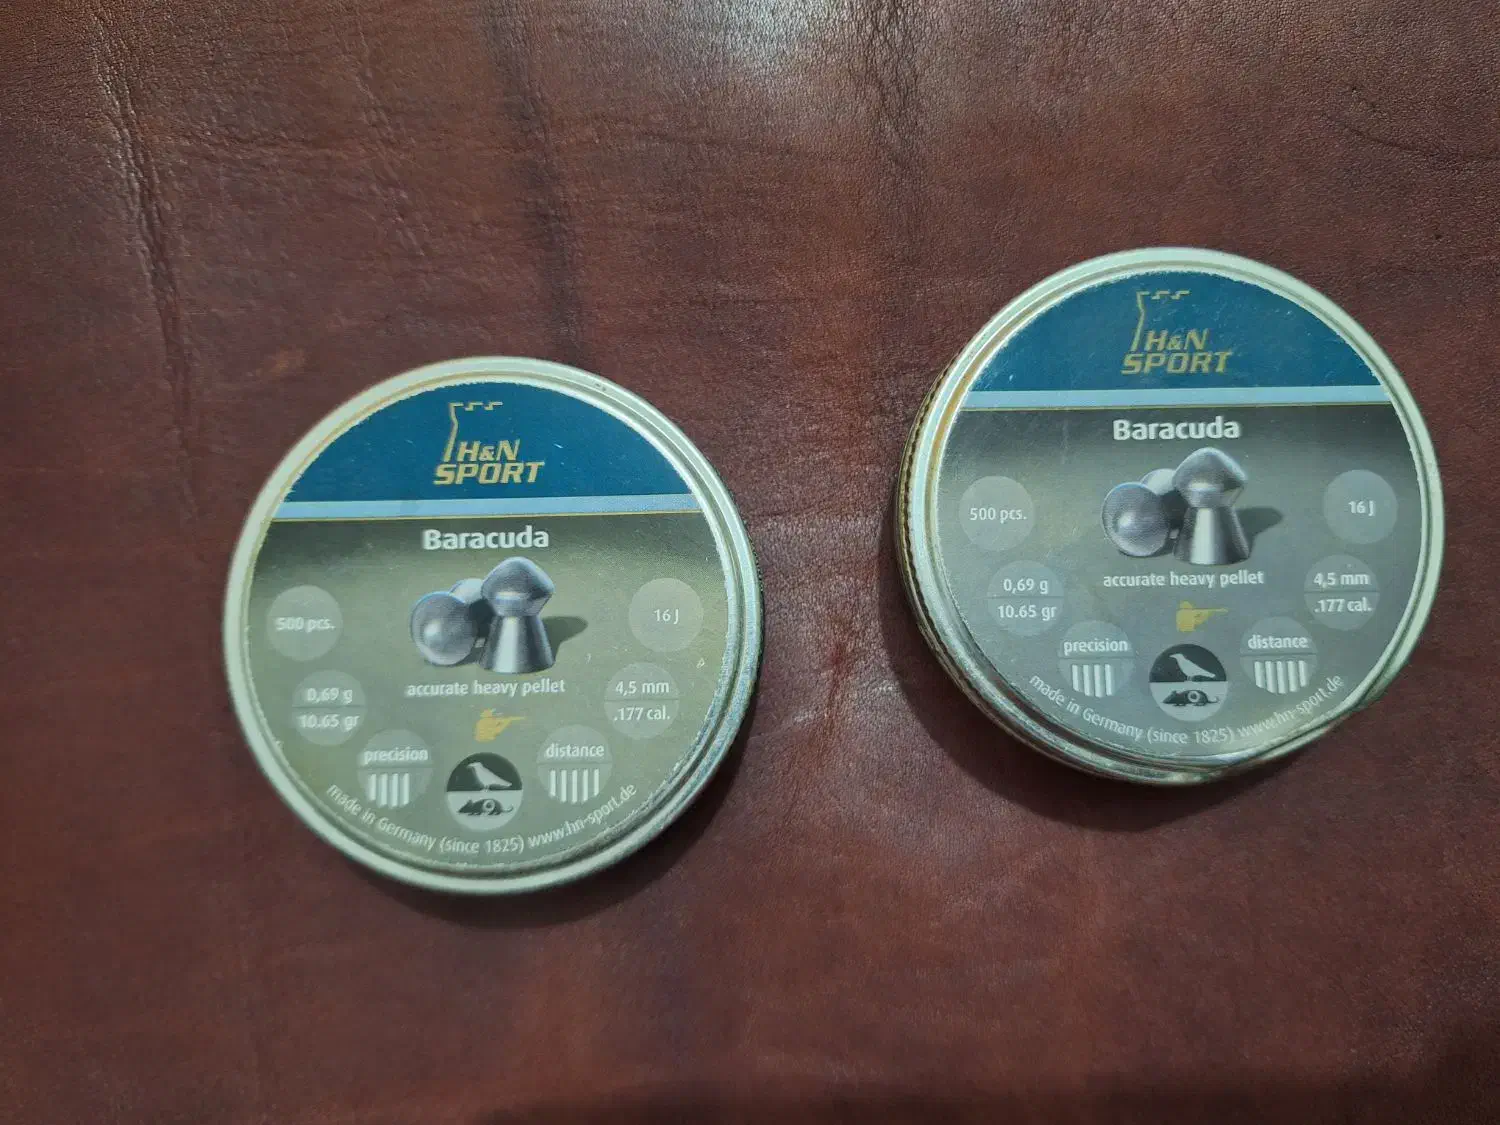 H&N
SPORT
Baracuda
500 pcs.
16 J
accurate heavy pellet
0,69 g
10.65 gr
4,5 mm
.177 cal.
precision
distance
made in Germany (since 1825) www.hn-sport.de
H&N
SPORT
Baracuda
500 pcs.
16 J
accurate heavy pellet
0,69 g
10.65 gr
4,5 mm
.177 cal.
precision
distance
made in Germany (since 1825) www.hn-sport.de